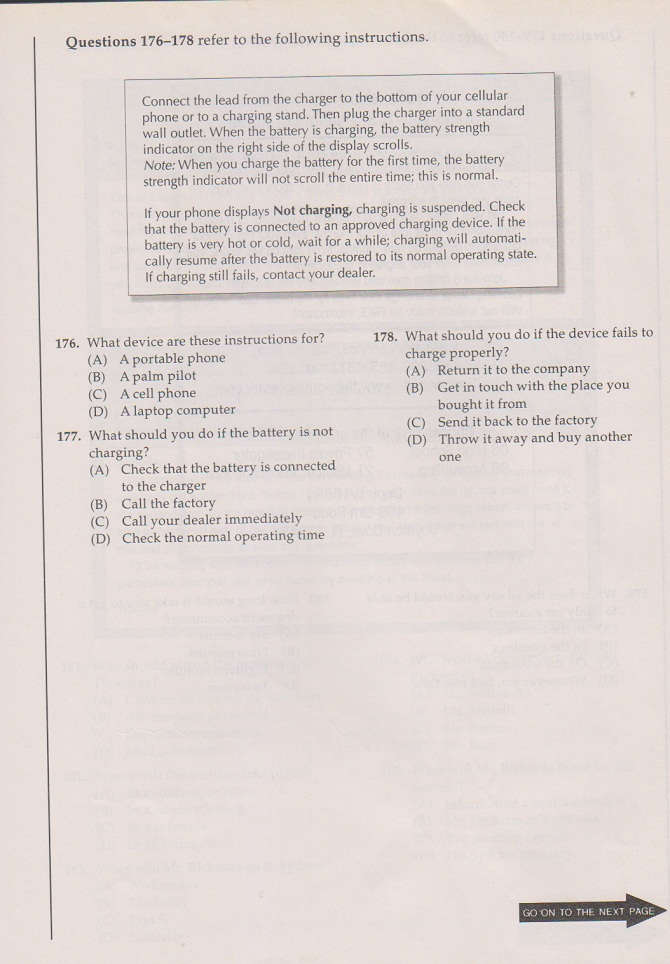 Questions 176–178 refer to the following instructions.
Connect the lead from the charger to the bottom of your cellular
phone or to a charging stand. Then plug the charger into a standard
wall outlet. When the battery is charging, the battery strength
indicator on the right side of the display scrolls.
Note: When you charge the battery for the first time, the battery
strength indicator will not scroll the entire time; this is normal.
If your phone displays Not charging, charging is suspended. Check
that the battery is connected to an approved charging device. If the
battery is very hot or cold, wait for a while; charging will automati-
cally resume after the battery is restored to its normal operating state.
If charging still fails, contact your dealer.
176. What device are these instructions for?
(A) A portable phone
(B) A palm pilot
(C) A cell phone
(D) A laptop computer
177. What should you do if the battery is not
charging?
(A) Check that the battery is connected
to the charger
(B) Call the factory
(C) Call your dealer immediately
(D) Check the normal operating time
178. What should you do if the device fails to
charge properly?
(A) Return it to the company
(B) Get in touch with the place you
bought it from
(C) Send it back to the factory
(D) Throw it away and buy another
one
GO ON TO THE NEXT PAGE